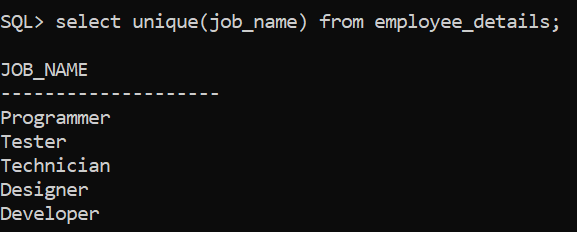 SQL> select unique(job_name) from employee_details;
JOB_NAME
--------------------
Programmer
Tester
Technician
Designer
Developer